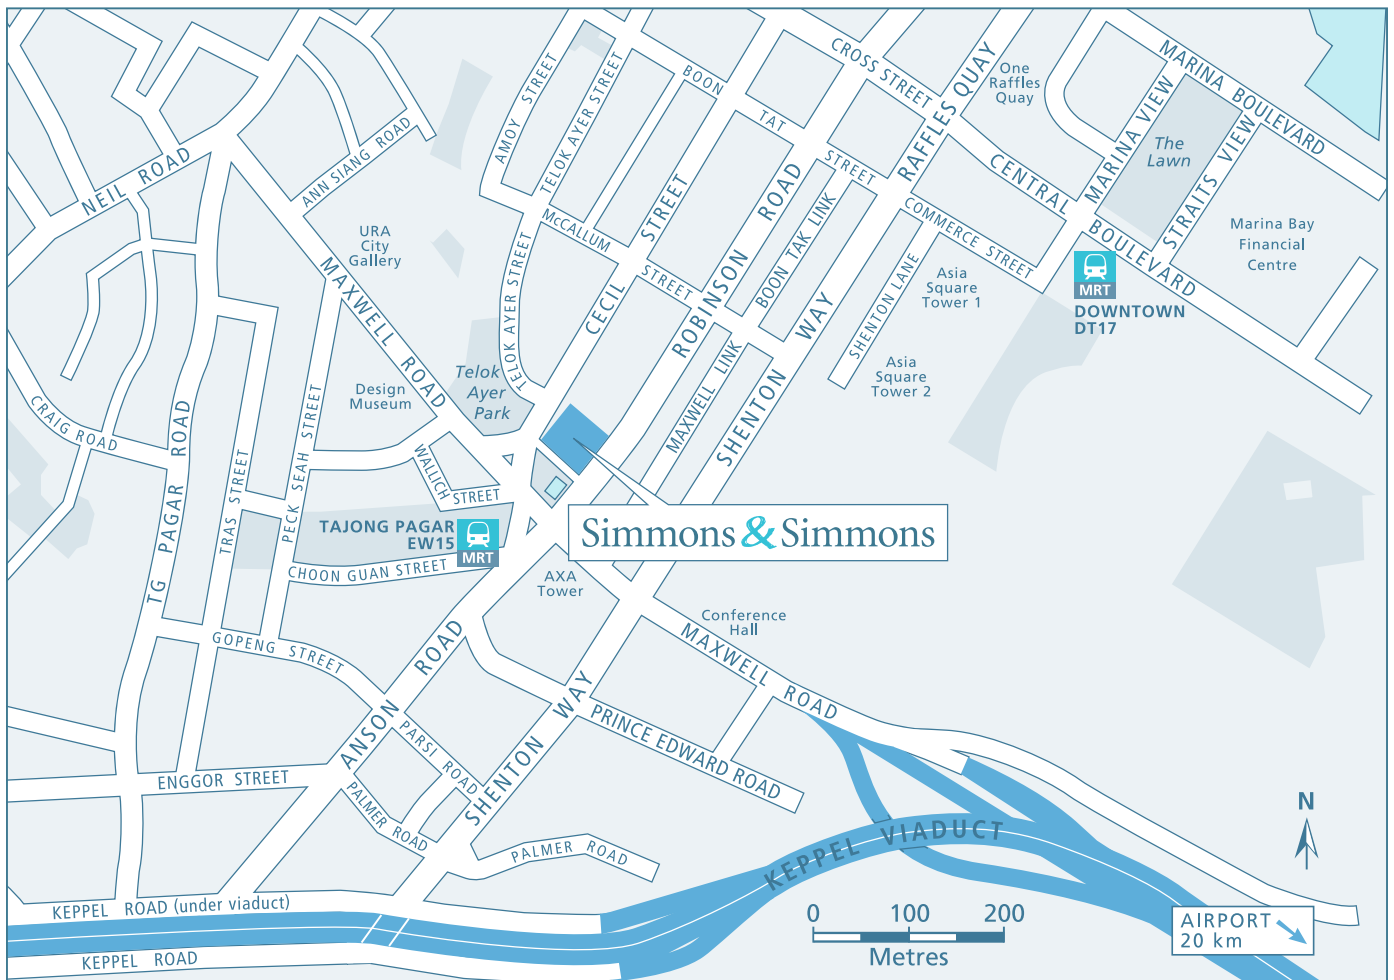 CROSS STREET
RAFFLES QUAY
One
Raffles
Quay
MARINA BOULEVARD
MARINA VIEW
The
Lawn
STRAITS VIEW
CENTRAL BOULEVARD
Marina Bay
Financial
Centre
BOON TAT STREET
AMOY STREET
TELOK AYER STREET
ANN SIANG ROAD
NEIL ROAD
McCALLUM STREET
CECIL STREET
ROBINSON ROAD
BOON TAK LINK
COMMERCE STREET
SHENTON LANE
Asia
Square
Tower 1
MRT
DOWNTOWN
DT17
URA
City
Gallery
MAXWELL ROAD
TELOK AYER STREET
SHENTON WAY
MAXWELL LINK
Asia
Square
Tower 2
Telok
Ayer
Park
Design
Museum
CRAIG ROAD
TG PAGAR ROAD
TRAS STREET
PECK SEAH STREET
WALLICH STREET
TAJONG PAGAR
EW15
MRT
Simmons & Simmons
CHOON GUAN STREET
AXA
Tower
Conference
Hall
MAXWELL ROAD
GOPENG STREET
ANSON ROAD
PARSI ROAD
SHENTON WAY
PRINCE EDWARD ROAD
ENGGOR STREET
PALMER ROAD
PALMER ROAD
KEPPEL VIADUCT
KEPPEL ROAD (under viaduct)
KEPPEL ROAD
N
0 100 200
Metres
AIRPORT
20 km